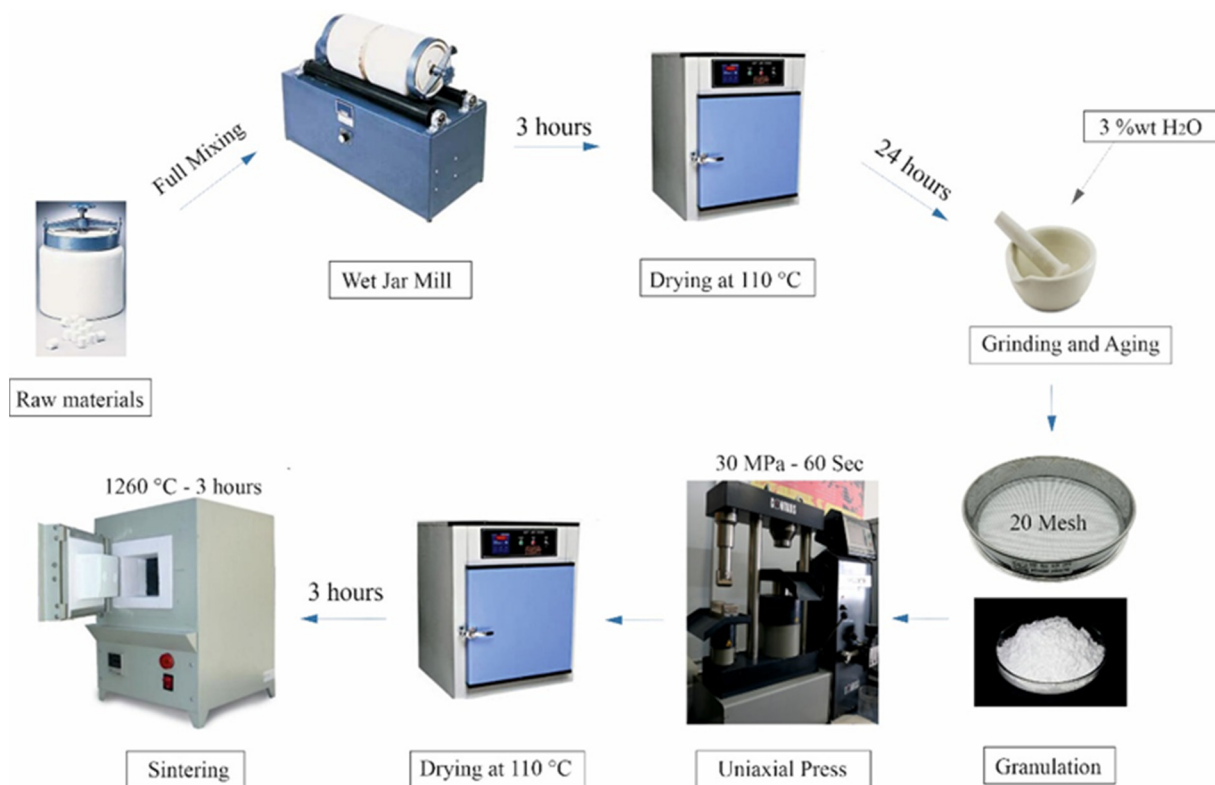 Raw materials
Full Mixing
Wet Jar Mill
3 hours
Drying at 110 °C
24 hours
3 %wt H₂O
Grinding and Aging
20 Mesh
Granulation
30 MPa - 60 Sec
Uniaxial Press
Drying at 110 °C
3 hours
1260 °C - 3 hours
Sintering